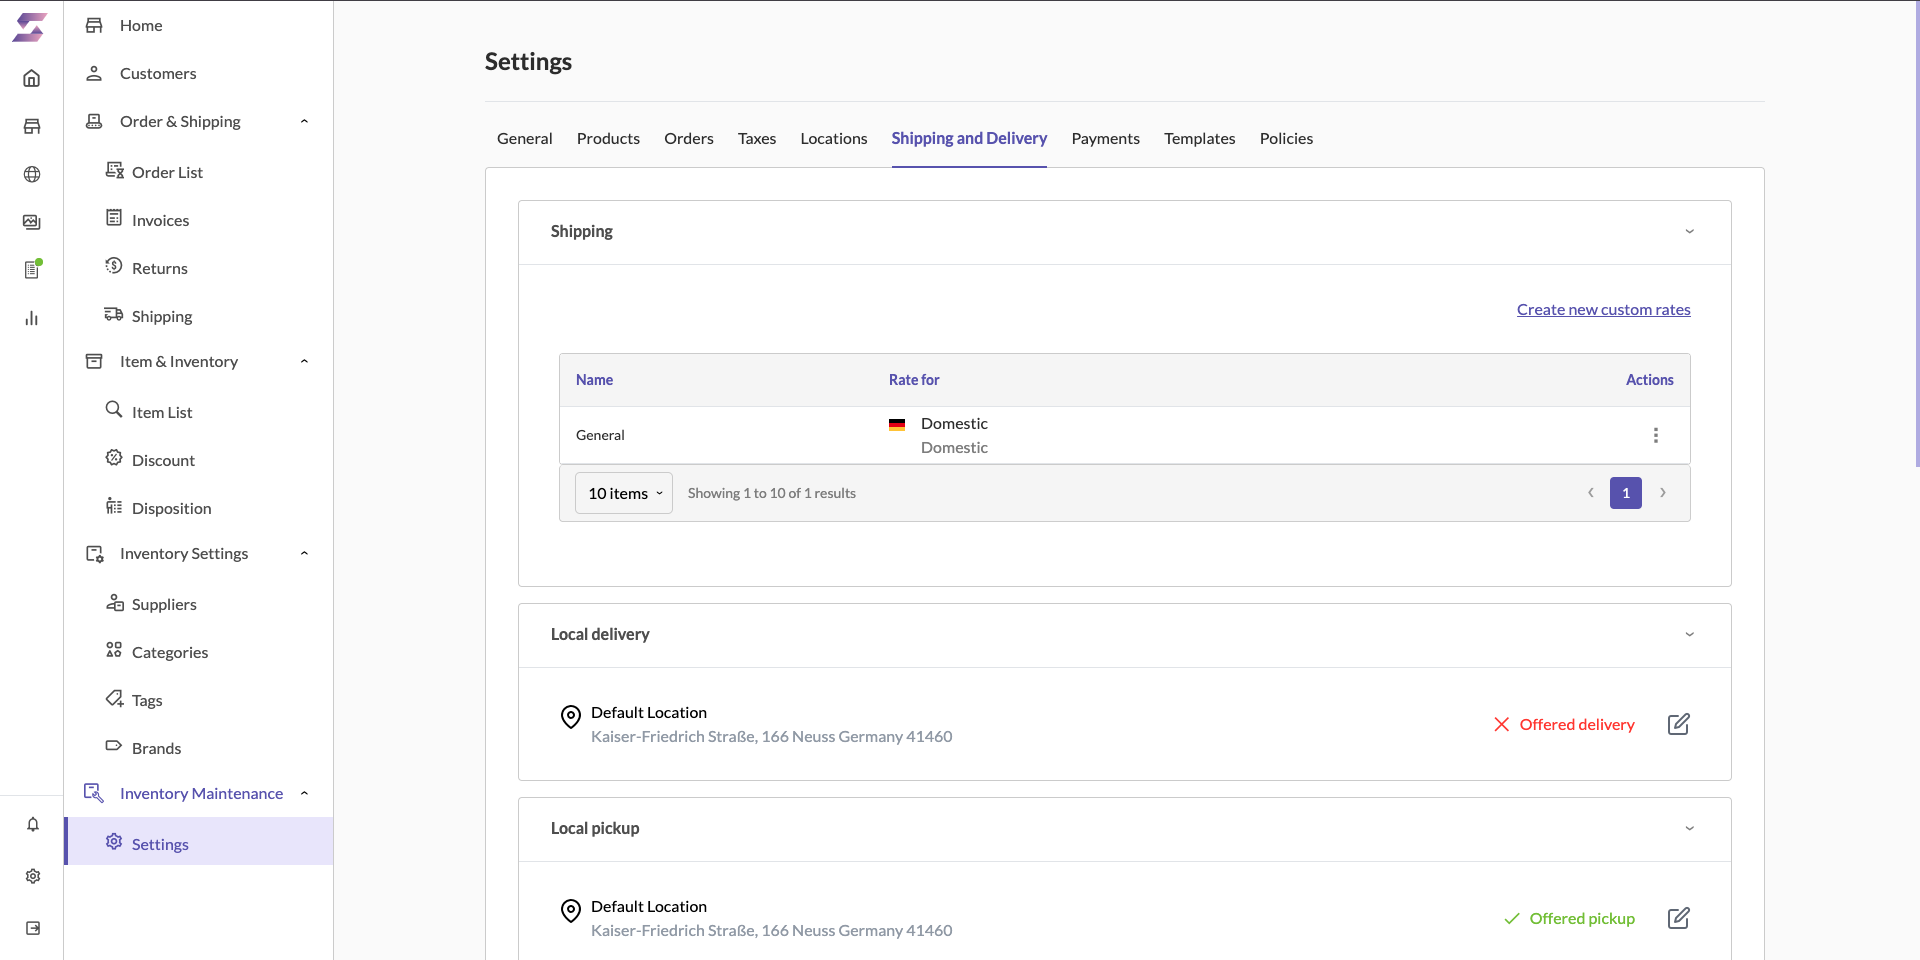 Home
Customers
Order & Shipping
Order List
Invoices
Returns
Shipping
Item & Inventory
Item List
Discount
Disposition
Inventory Settings
Suppliers
Categories
Tags
Brands
Inventory Maintenance
Settings
Settings
General Products Orders Taxes Locations Shipping and Delivery Payments Templates Policies
Shipping
Create new custom rates
Name Rate for Actions
General Domestic
Domestic
10 items Showing 1 to 10 of 1 results 1
Local delivery
Default Location
Kaiser-Friedrich Straße, 166 Neuss Germany 41460
Offered delivery
Local pickup
Default Location
Kaiser-Friedrich Straße, 166 Neuss Germany 41460
Offered pickup